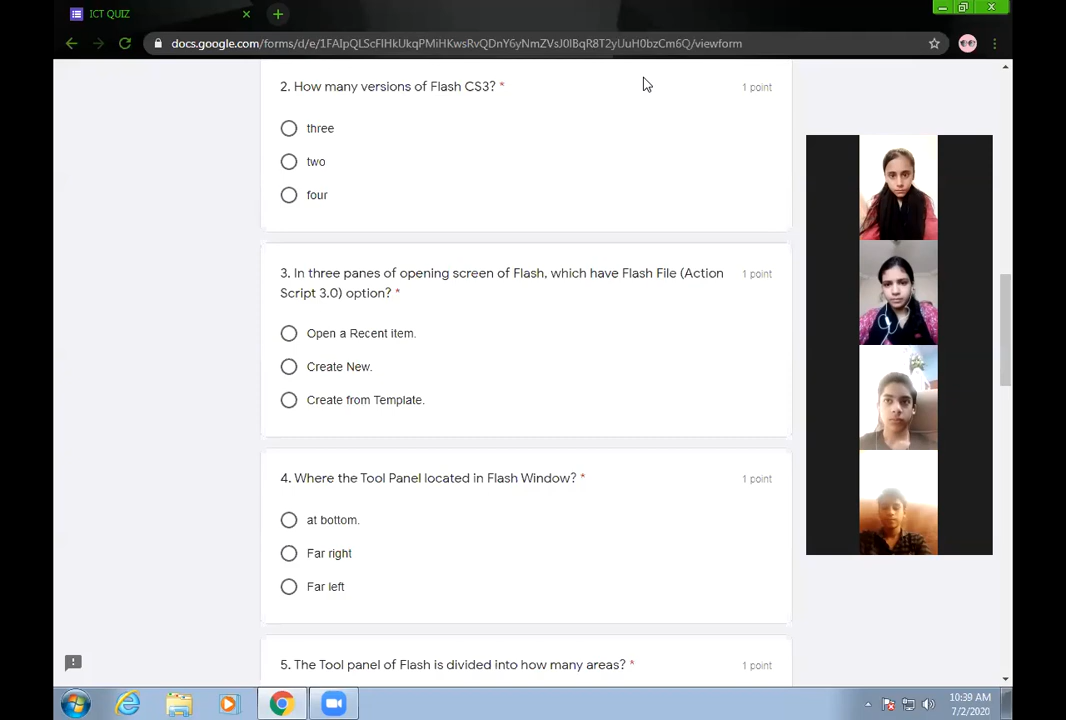 ICT QUIZ
docs.google.com/forms/d/e/1FAIpQLScFIHkUkqPMiHKwsRvQDnY6yNmZVsJ0lBqR8T2yUuH0bzCm6Q/viewform
2. How many versions of Flash CS3? *
1 point
three
two
four
3. In three panes of opening screen of Flash, which have Flash File (Action
Script 3.0) option? *
1 point
Open a Recent item.
Create New.
Create from Template.
4. Where the Tool Panel located in Flash Window? *
1 point
at bottom.
Far right
Far left
5. The Tool panel of Flash is divided into how many areas? *
1 point
10:39 AM
7/2/2020